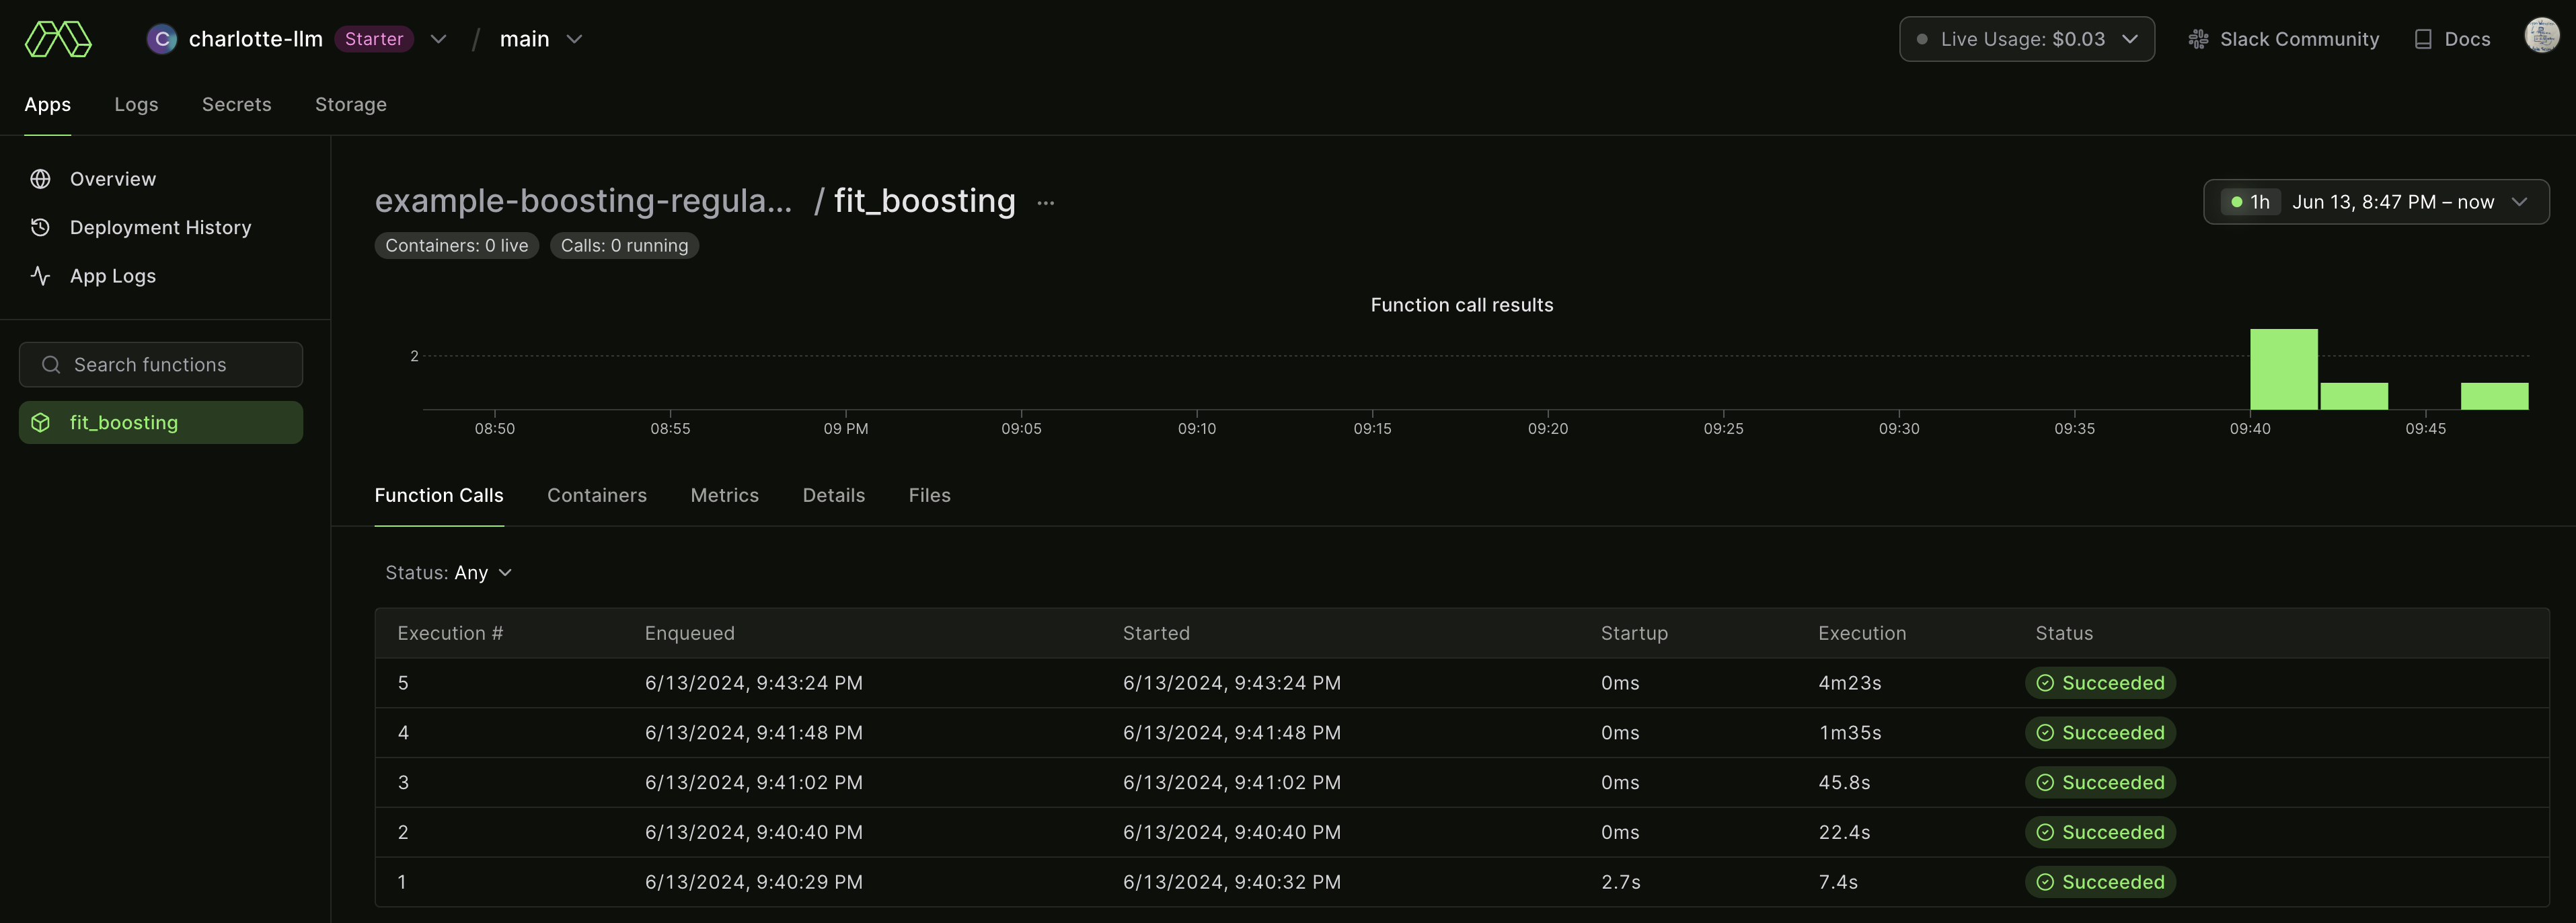 C charlotte-llm Starter / main Live Usage: $0.03 Slack Community Docs
Apps Logs Secrets Storage
Overview
Deployment History
App Logs
Search functions
fit_boosting
example-boosting-regula... / fit_boosting ...
1h Jun 13, 8:47 PM – now
Containers: 0 live Calls: 0 running
Function call results
2
08:50 08:55 09 PM 09:05 09:10 09:15 09:20 09:25 09:30 09:35 09:40 09:45
Function Calls Containers Metrics Details Files
Status: Any
Execution # Enqueued Started Startup Execution Status
5 6/13/2024, 9:43:24 PM 6/13/2024, 9:43:24 PM 0ms 4m23s Succeeded
4 6/13/2024, 9:41:48 PM 6/13/2024, 9:41:48 PM 0ms 1m35s Succeeded
3 6/13/2024, 9:41:02 PM 6/13/2024, 9:41:02 PM 0ms 45.8s Succeeded
2 6/13/2024, 9:40:40 PM 6/13/2024, 9:40:40 PM 0ms 22.4s Succeeded
1 6/13/2024, 9:40:29 PM 6/13/2024, 9:40:32 PM 2.7s 7.4s Succeeded